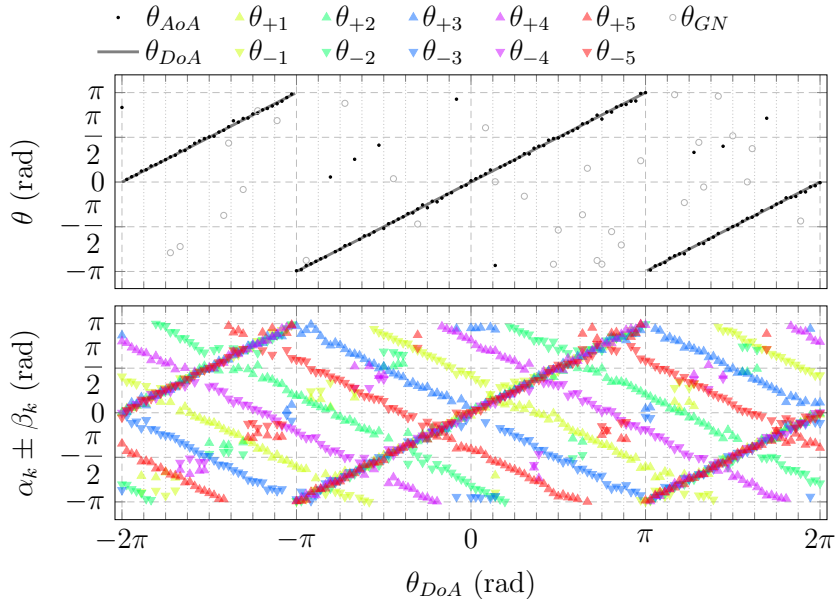 θ_AoA θ_+1 θ_+2 θ_+3 θ_+4 θ_+5 θ_GN
θ_DoA θ_−1 θ_−2 θ_−3 θ_−4 θ_−5
π
π/2
0
−π/2
−π
θ (rad)
π
π/2
0
−π/2
−π
α_k ± β_k (rad)
−2π −π 0 π 2π
θ_DoA (rad)